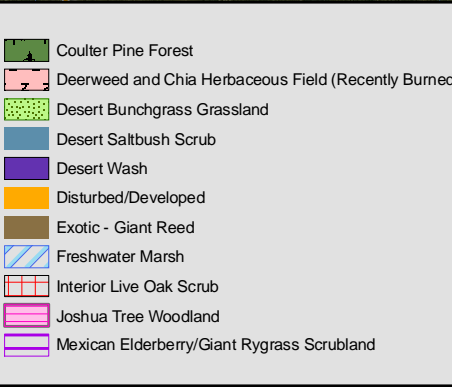 Coulter Pine Forest
Deerweed and Chia Herbaceous Field (Recently Burned
Desert Bunchgrass Grassland
Desert Saltbush Scrub
Desert Wash
Disturbed/Developed
Exotic - Giant Reed
Freshwater Marsh
Interior Live Oak Scrub
Joshua Tree Woodland
Mexican Elderberry/Giant Rygrass Scrubland